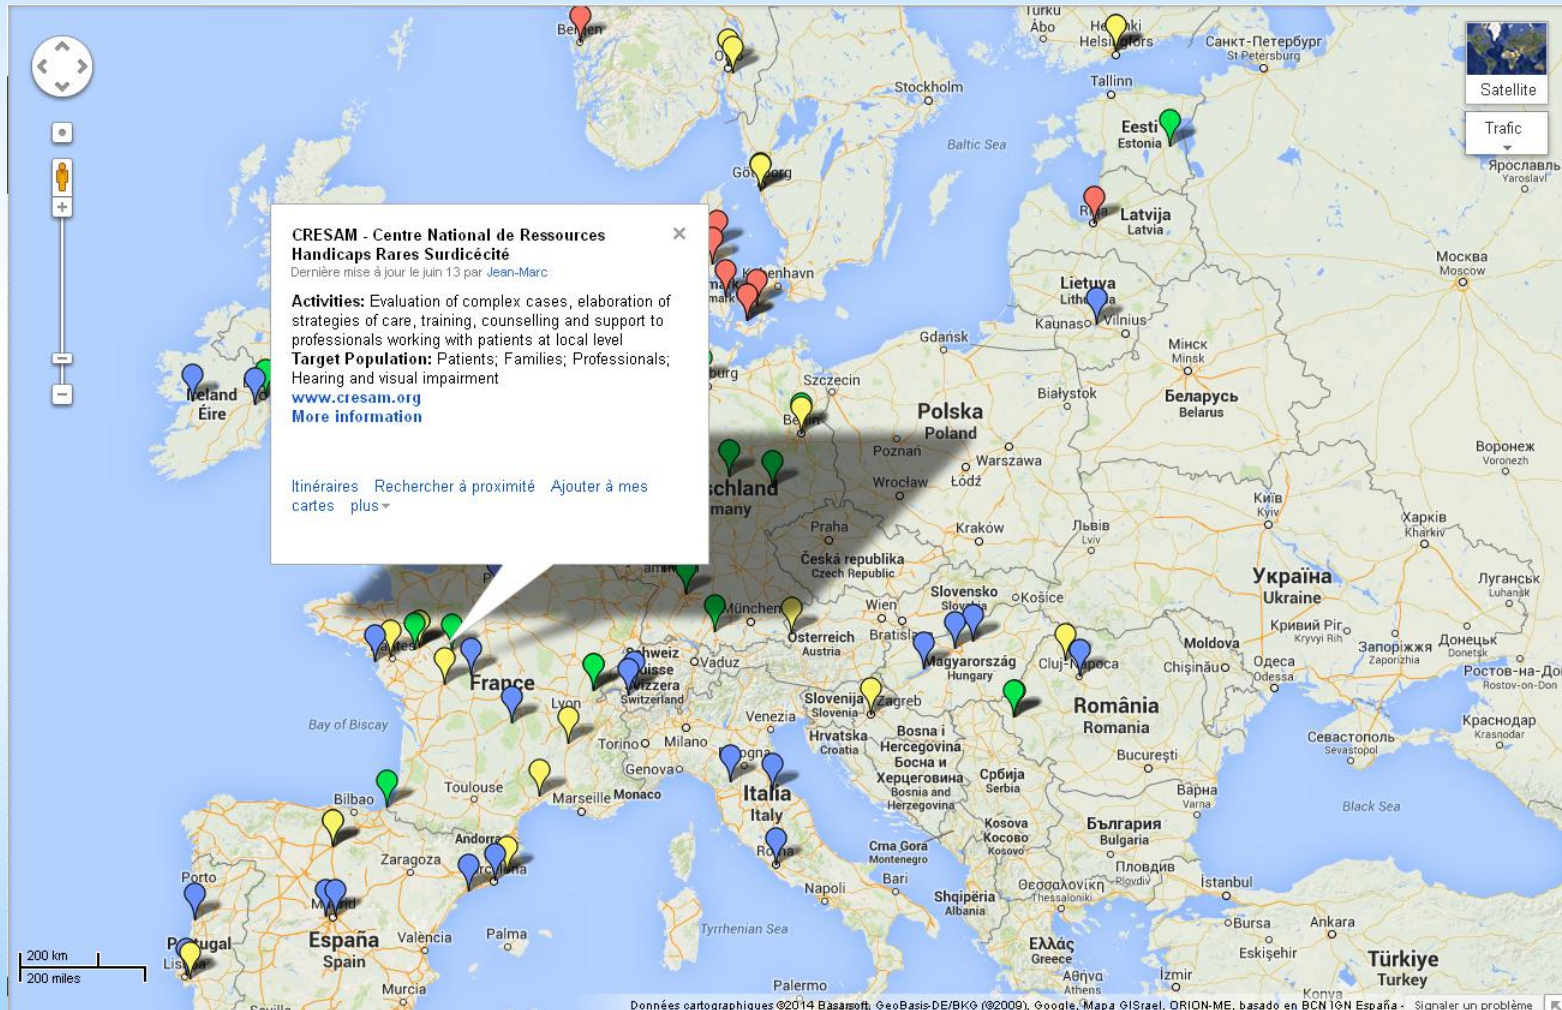 Bergen
Turku
Åbo
Helsingfors
Санкт-Петербург
St Petersburg
Tallinn
Stockholm
Satellite
Trafic
Eesti
Estonia
Baltic Sea
Ярославль
Yaroslavl
Latvija
Latvia
CRESAM - Centre National de Ressources
Handicaps Rares Surdicécité
Dernière mise à jour le juin 13 par Jean-Marc
Activities: Evaluation of complex cases, elaboration of
strategies of care, training, counselling and support to
professionals working with patients at local level
Target Population: Patients; Families; Professionals;
Hearing and visual impairment
www.cresam.org
More information
Itinéraires Rechercher à proximité Ajouter à mes
cartes plus
Москва
Moscow
Lietuva
Kaunas
Vilnius
Gdańsk
Мінск
Minsk
Szczecin
Białystok
Беларусь
Belarus
Ireland
Éire
Polska
Poland
Poznań
Warszawa
Воронеж
Voronezh
Wrocław
Łódź
Київ
Kyiv
Харків
Kharkiv
Praha
Kraków
Львів
Lviv
Česká republika
Czech Republic
Україна
Ukraine
Луганськ
Luhansk
Slovensko
Košice
München
Wien
Bratislava
Österreich
Austria
Кривий Ріг
Kryvyi Rih
Донецьк
Donetsk
Запоріжжя
Zaporizhia
Moldova
Chișinău
Одеса
Odessa
Ростов-на-До
Rostov-on-Don
Magyarország
Hungary
Cluj-Napoca
Vaduz
Switzerland
France
Lyon
Slovenija
Slovenia
Zagreb
România
Romania
București
Bay of Biscay
Torino
Milano
Venezia
Genova
Hrvatska
Croatia
Bosna i
Hercegovina
Босна и
Херцеговина
Bosnia and
Herzegovina
Србија
Serbia
Севастополь
Sevastopol
Краснодар
Krasnodar
Toulouse
Marseille
Monaco
Bilbao
Italia
Italy
Варна
Varna
Black Sea
Kosova
Косово
Kosovo
България
Bulgaria
Andorra
Zaragoza
Roma
Crna Gora
Montenegro
Пловдив
Plovdiv
Porto
Napoli
Bari
Shqipëria
Albania
Θεσσαλονίκη
Thessaloniki
İstanbul
Madrid
Portugal
España
Spain
València
Palma
Tyrrhenian Sea
Ελλάς
Greece
Bursa
Ankara
Eskişehir
200 km
200 miles
Murcia
Palermo
Αθήνα
Athens
İzmir
Türkiye
Turkey
Konya
Données cartographiques ©2014 Basarsoft, GeoBasis-DE/BKG (©2009), Google, Mapa GISrael, ORION-ME, basado en BCN IGN España -
Signaler un problème